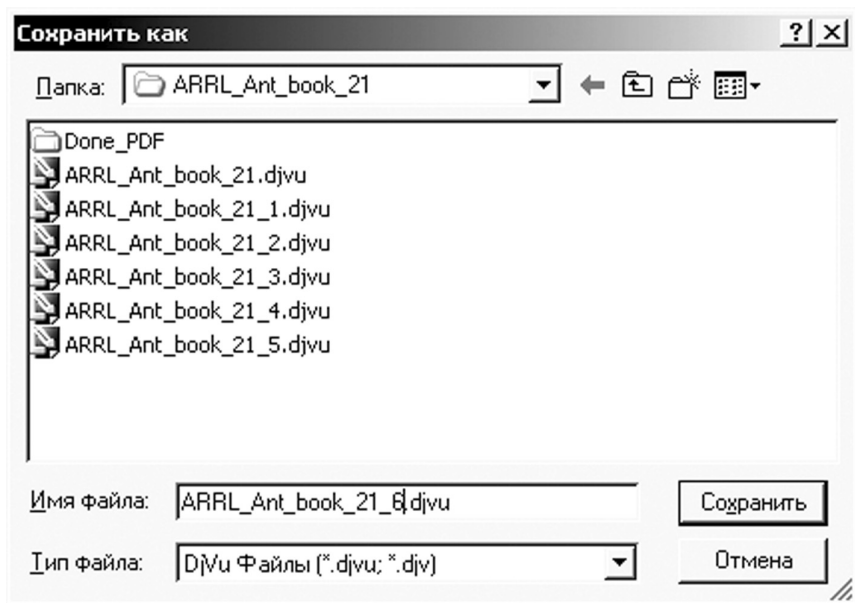 Сохранить как
Папка: ARRL_Ant_book_21
Done_PDF
ARRL_Ant_book_21.djvu
ARRL_Ant_book_21_1.djvu
ARRL_Ant_book_21_2.djvu
ARRL_Ant_book_21_3.djvu
ARRL_Ant_book_21_4.djvu
ARRL_Ant_book_21_5.djvu
Имя файла: ARRL_Ant_book_21_6.djvu Сохранить
Тип файла: DjVu Файлы (*.djvu; *.djv) Отмена